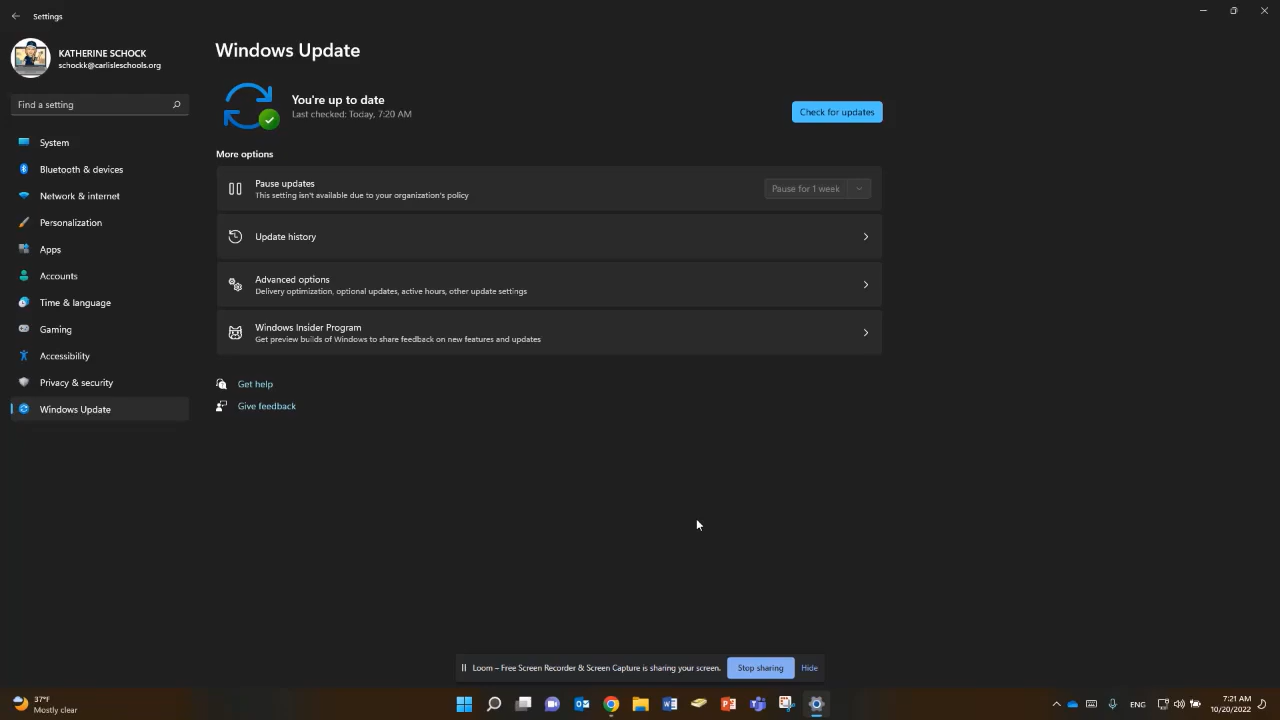 Settings
KATHERINE SCHOCK
schockk@carlisleschools.org
Find a setting
System
Bluetooth & devices
Network & internet
Personalization
Apps
Accounts
Time & language
Gaming
Accessibility
Privacy & security
Windows Update
Windows Update
You're up to date
Last checked: Today, 7:20 AM
Check for updates
More options
Pause updates
This setting isn't available due to your organization's policy
Pause for 1 week
Update history
Advanced options
Delivery optimization, optional updates, active hours, other update settings
Windows Insider Program
Get preview builds of Windows to share feedback on new features and updates
Get help
Give feedback
Loom – Free Screen Recorder & Screen Capture is sharing your screen.
Stop sharing
Hide
37°F
Mostly clear
ENG
7:21 AM
10/20/2022